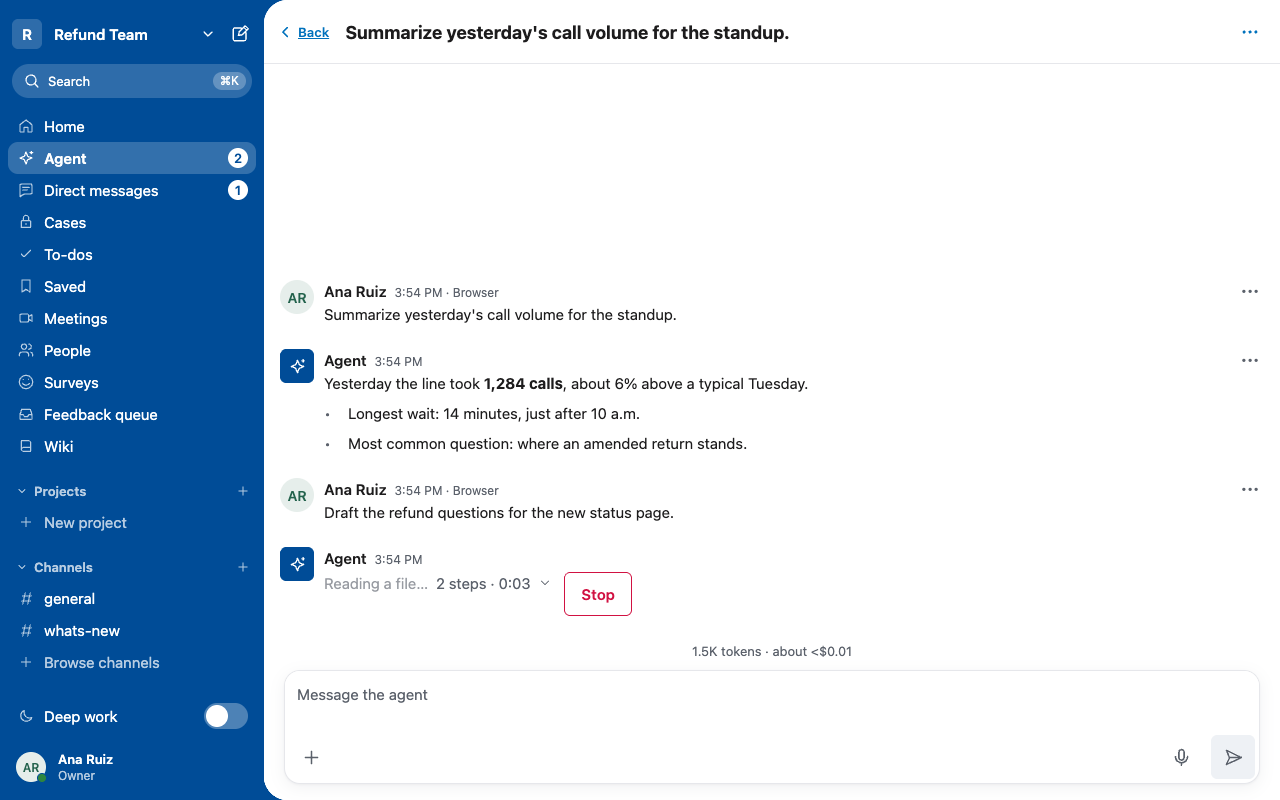 R
Refund Team
Search
⌘K
Home
Agent
2
Direct messages
1
Cases
To-dos
Saved
Meetings
People
Surveys
Feedback queue
Wiki
Projects
New project
Channels
# general
# whats-new
Browse channels
Deep work
AR
Ana Ruiz
Owner
Back
Summarize yesterday's call volume for the standup.
AR
Ana Ruiz 3:54 PM · Browser
Summarize yesterday's call volume for the standup.
Agent 3:54 PM
Yesterday the line took 1,284 calls, about 6% above a typical Tuesday.
• Longest wait: 14 minutes, just after 10 a.m.
• Most common question: where an amended return stands.
AR
Ana Ruiz 3:54 PM · Browser
Draft the refund questions for the new status page.
Agent 3:54 PM
Reading a file... 2 steps · 0:03
Stop
1.5K tokens · about <$0.01
Message the agent